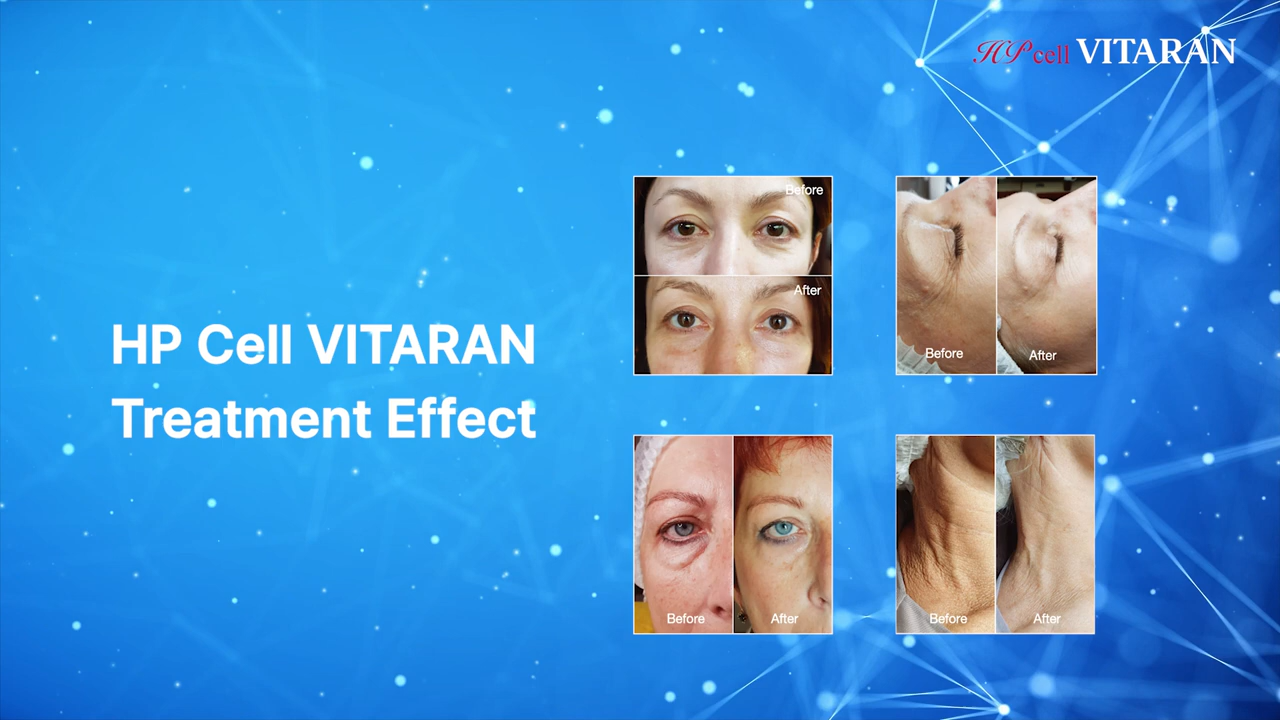 HP cell VITARAN
HP Cell VITARAN
Treatment Effect
Before
After
Before
After
Before
After
Before
After